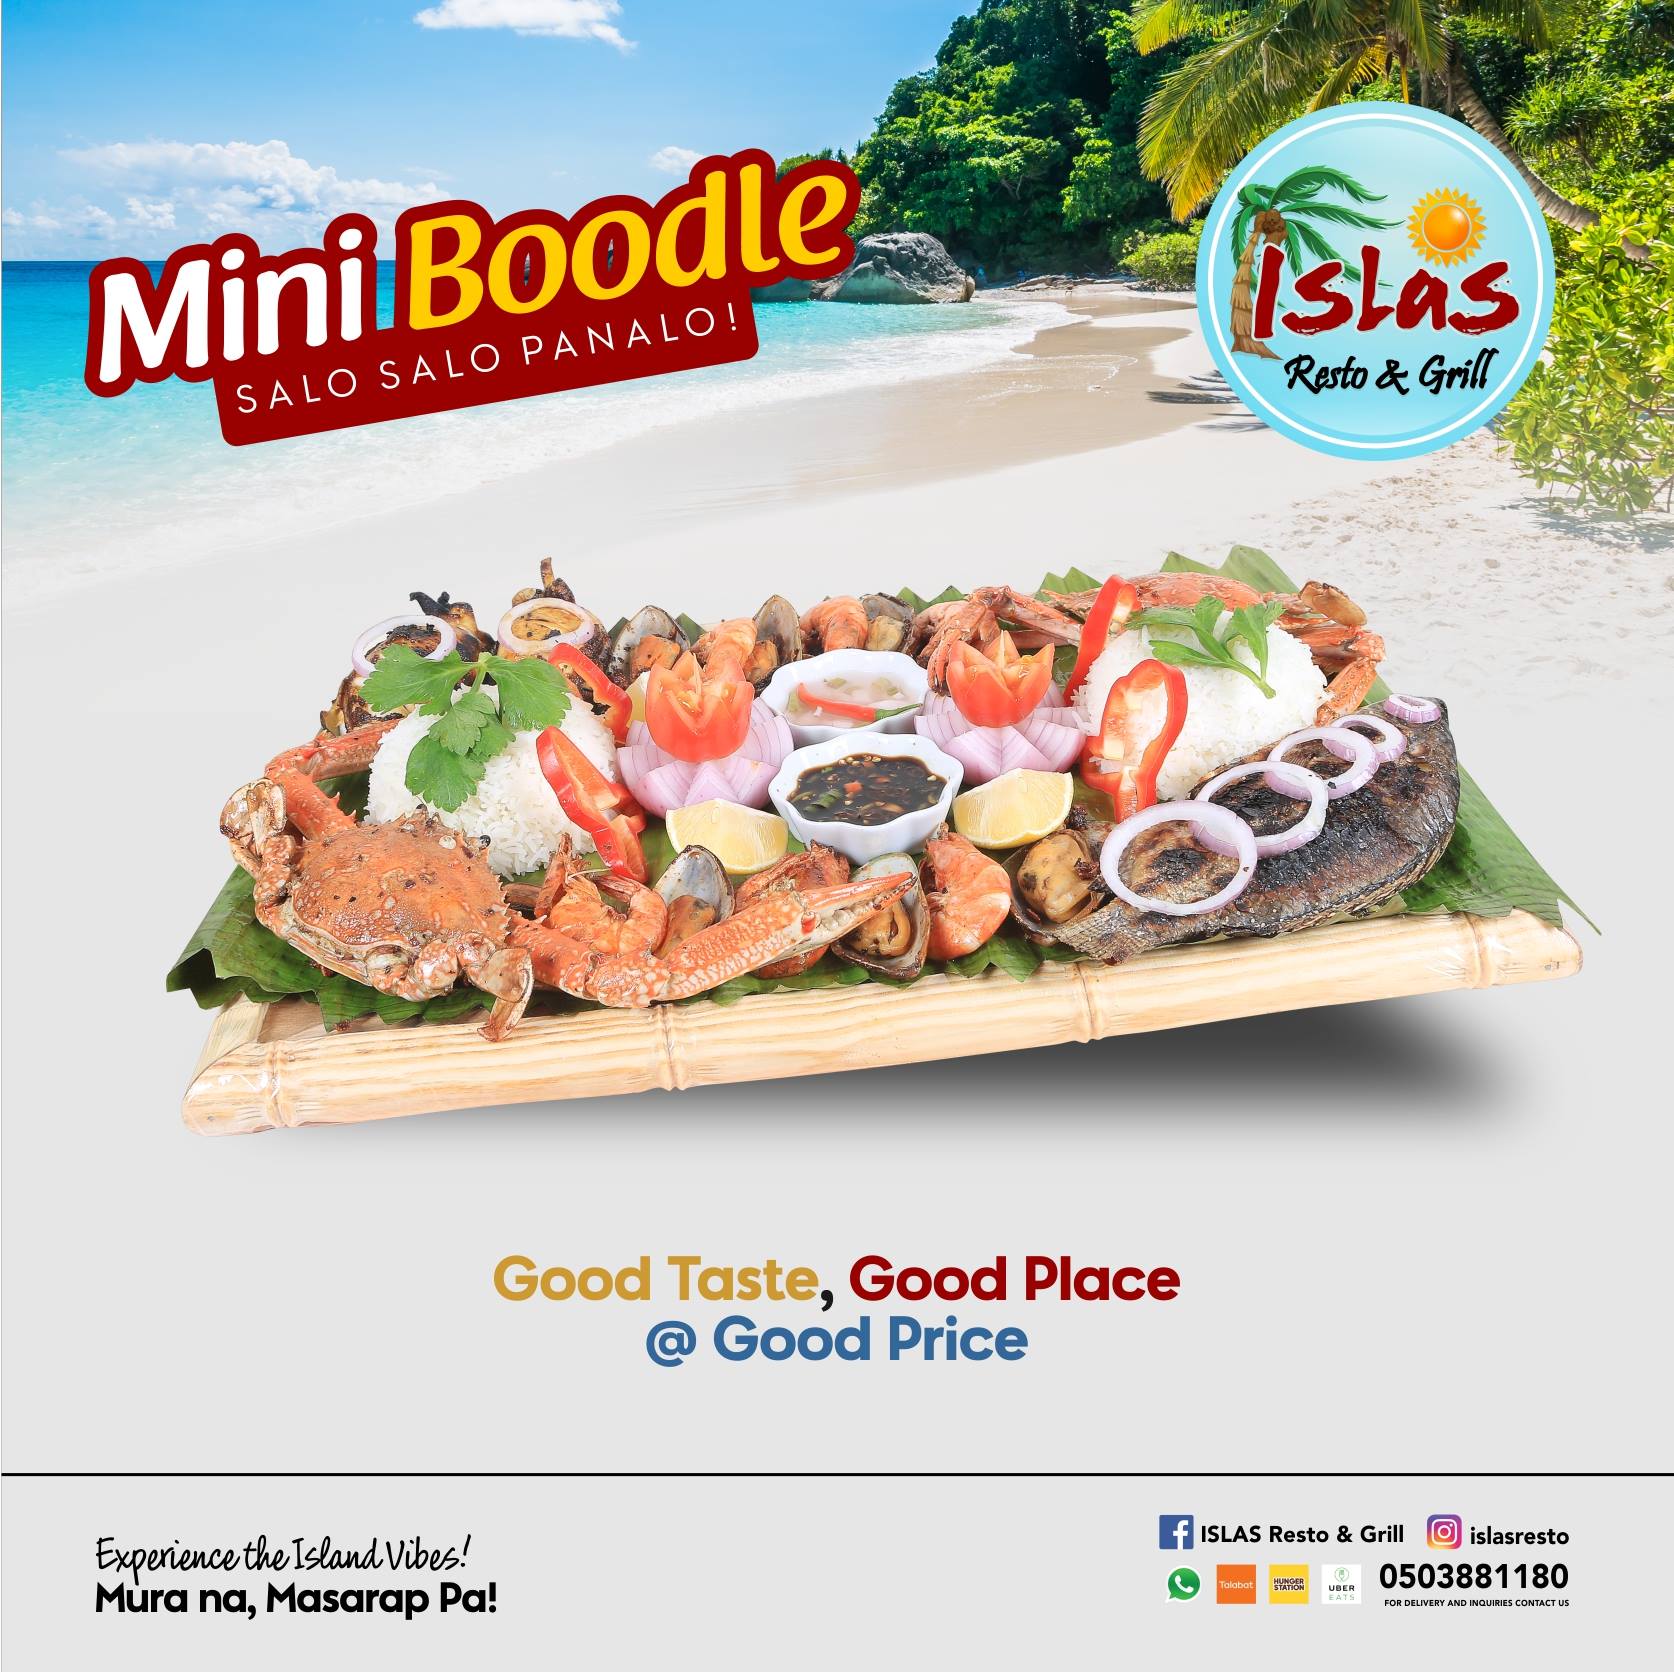 Mini Boodle
SALO SALO PANALO!
Islas
Resto & Grill
Good Taste, Good Place
@ Good Price
Experience the Island Vibes!
Mura na, Masarap Pa!
ISLAS Resto & Grill
islasresto
Talabat
HUNGER
STATION
UBER
EATS
0503881180
FOR DELIVERY AND INQUIRIES CONTACT US